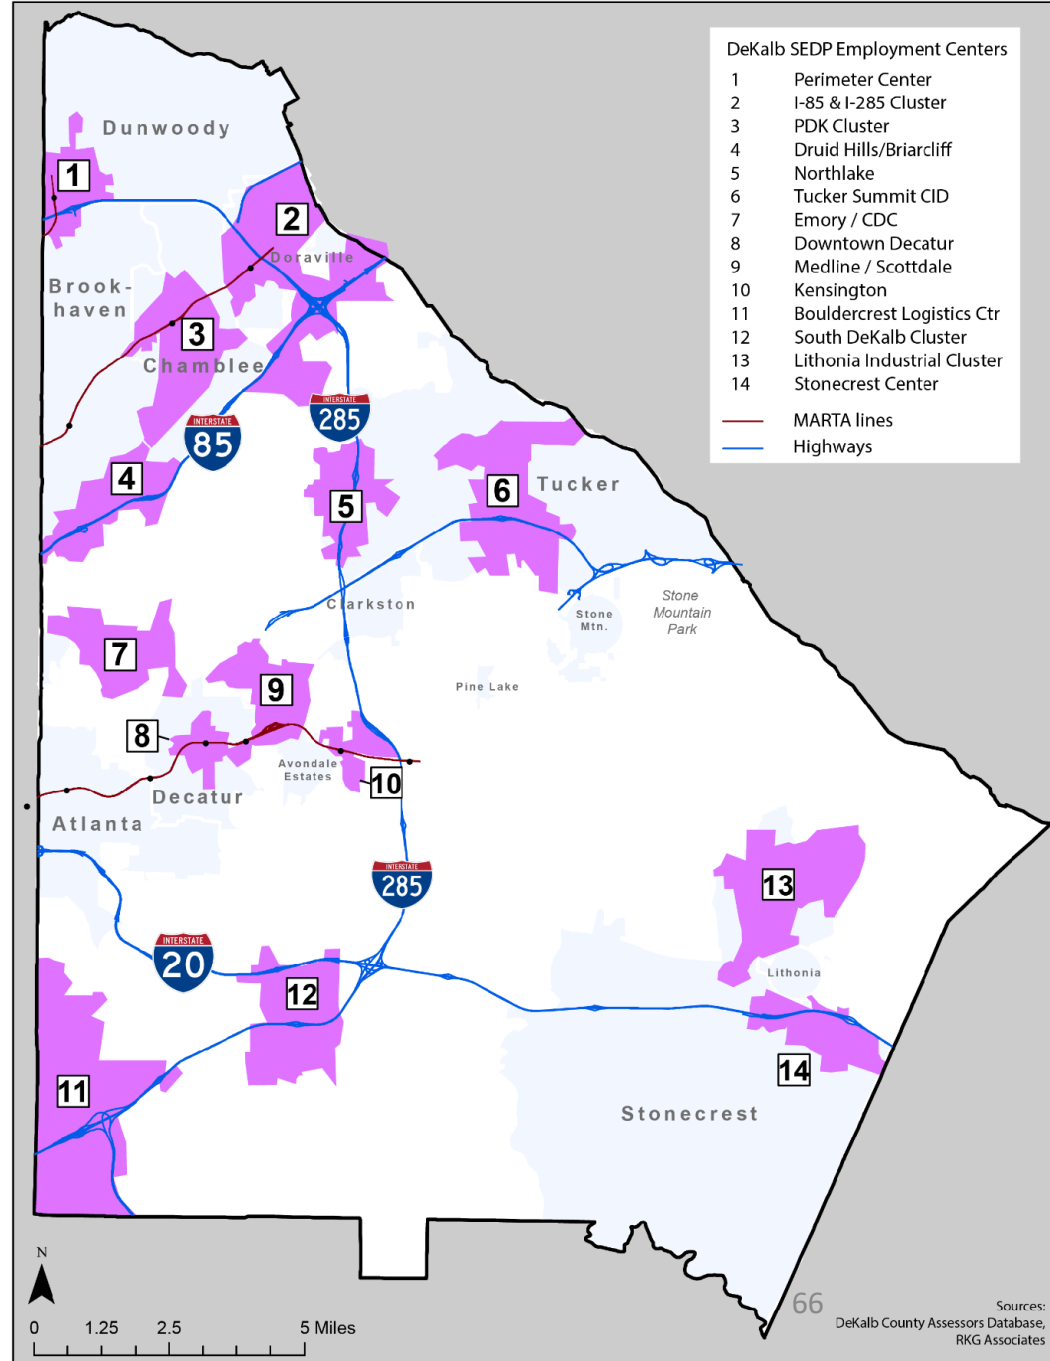 DeKalb SEDP Employment Centers
1 Perimeter Center
2 I-85 & I-285 Cluster
3 PDK Cluster
4 Druid Hills/Briarcliff
5 Northlake
6 Tucker Summit CID
7 Emory / CDC
8 Downtown Decatur
9 Medline / Scottdale
10 Kensington
11 Bouldercrest Logistics Ctr
12 South DeKalb Cluster
13 Lithonia Industrial Cluster
14 Stonecrest Center
MARTA lines
Highways
Dunwoody
1
2
Doraville
Brook-
haven
3
Chamblee
INTERSTATE
285
INTERSTATE
85
4
5
6
Tucker
Clarkston
Stone
Mtn.
Stone
Mountain
Park
7
9
Pine Lake
8
Avondale
Estates
10
Decatur
Atlanta
INTERSTATE
285
13
INTERSTATE
20
12
Lithonia
14
11
Stonecrest
N
0 1.25 2.5 5 Miles
66
Sources:
DeKalb County Assessors Database,
RKG Associates